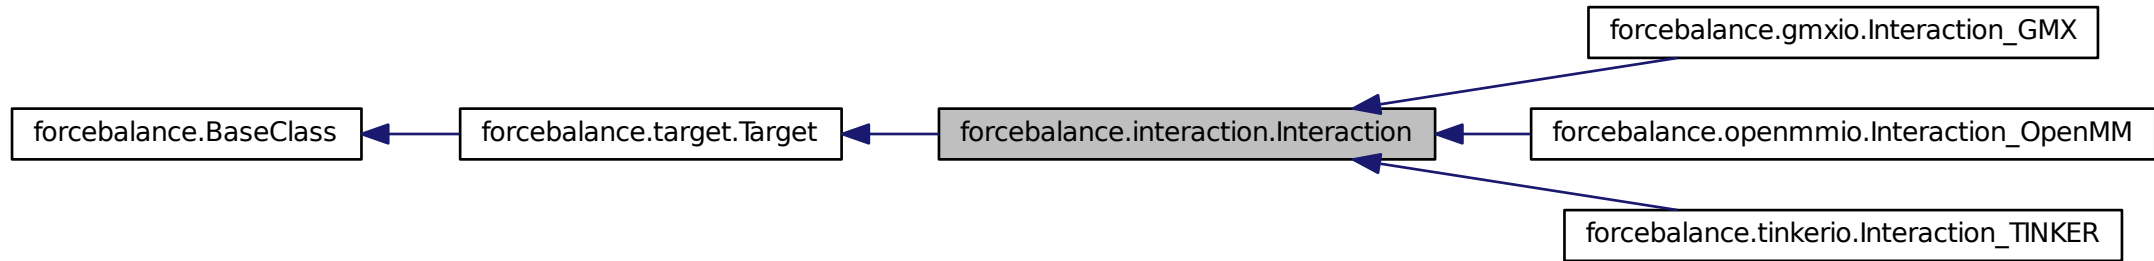 forcebalance.gmxio.Interaction_GMX
forcebalance.BaseClass
forcebalance.target.Target
forcebalance.interaction.Interaction
forcebalance.openmmio.Interaction_OpenMM
forcebalance.tinkerio.Interaction_TINKER